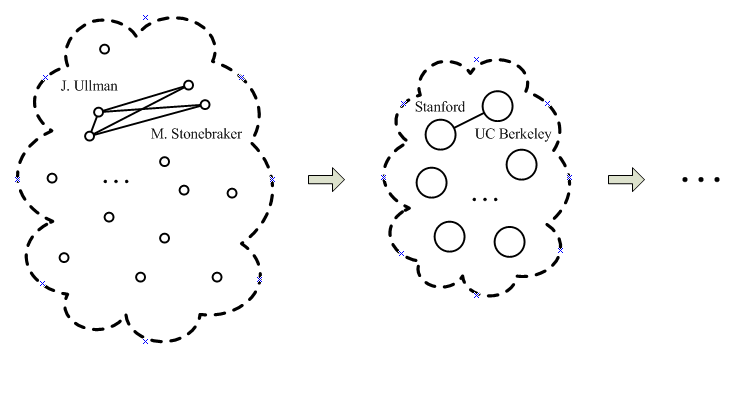 J. Ullman
M. Stonebraker
. . .
Stanford
UC Berkeley
. . .
. . .